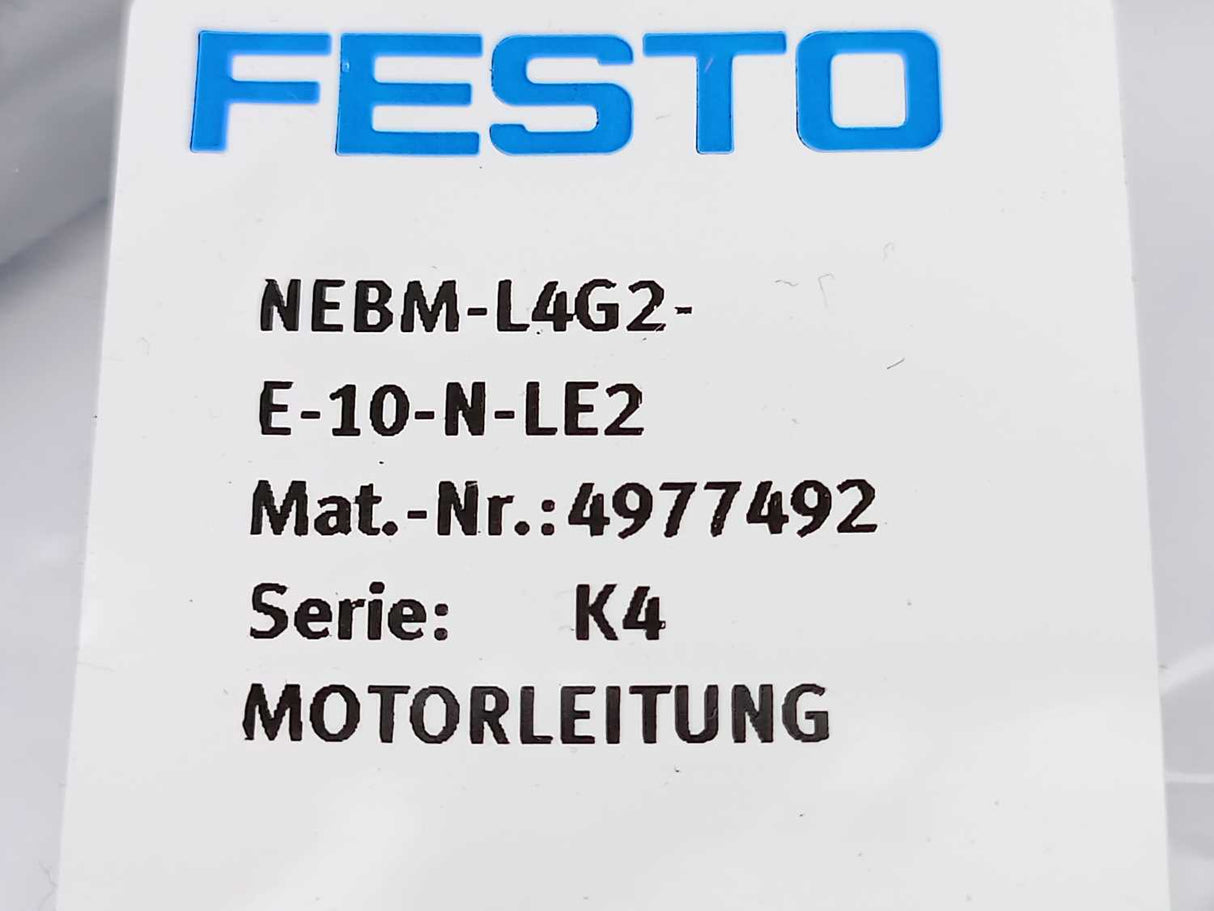 FESTO
NEBM-L4G2-
E-10-N-LE2
Mat.-Nr.:4977492
Serie: K4
MOTORLEITUNG